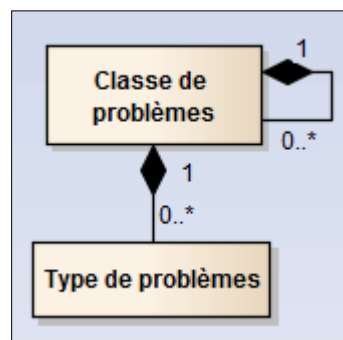 1
Classe de
problèmes
0..*
1
0..*
Type de problèmes